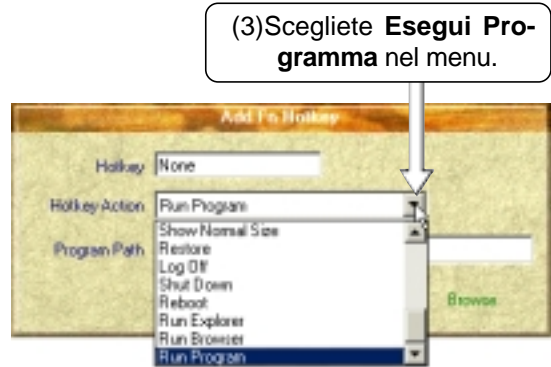 (3)Scegliete Esegui Pro-
gramma nel menu.
Add Fn Hotkey
Hotkey None
Hotkey Action Run Program
Show Normal Size
Program Path Restore
Log Off
Shut Down
Reboot
Browse
Run Explorer
Run Browser
Run Program